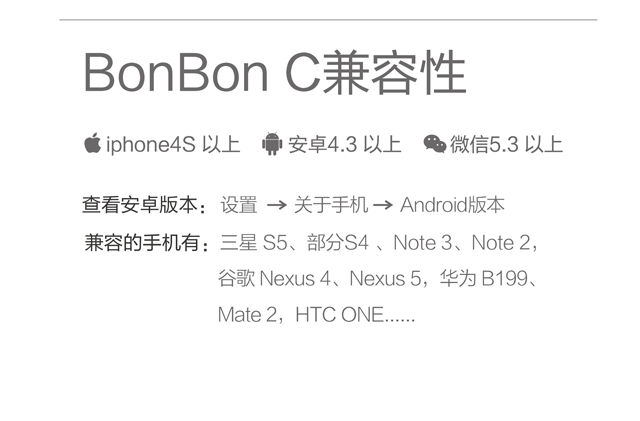 BonBon C兼容性
iphone4S 以上 安卓4.3 以上 微信5.3 以上
查看安卓版本：设置 → 关于手机 → Android版本
兼容的手机有：三星 S5、部分S4 、Note 3、Note 2，
谷歌 Nexus 4、Nexus 5，华为 B199、
Mate 2，HTC ONE......